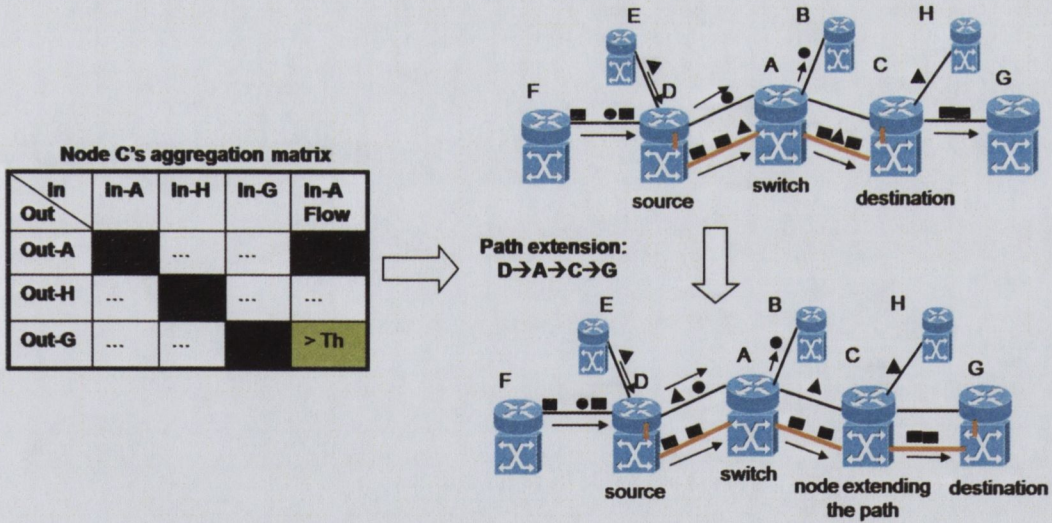 E
B
H
F
D
A
C
G
switch
source
destination
Node C's aggregation matrix
In
Out
In-A
In-H
In-G
In-A Flow
Out-A
...
...
Out-H
...
...
...
Out-G
...
...
> Th
Path extension:
D→A→C→G
E
B
H
F
D
A
C
G
switch
source
node extending
the path
destination